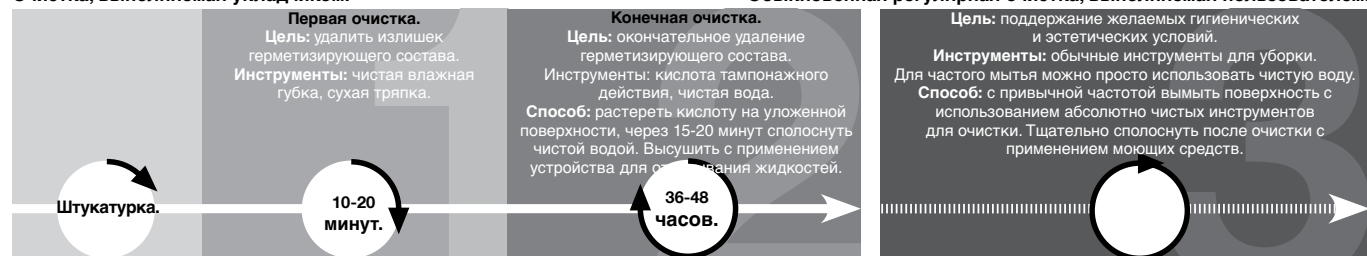 Первая очистка.
Цель: удалить излишек
герметизирующего состава.
Инструменты: чистая влажная
губка, сухая тряпка.
Конечная очистка.
Цель: окончательное удаление
герметизирующего состава.
Инструменты: кислота тампонажного
действия, чистая вода.
Способ: растереть кислоту на уложенной
поверхности, через 15-20 минут сполоснуть
чистой водой. Высушить с применением
устройства для жидкостей.
Цель: поддержание желаемых гигиенических
и эстетических условий.
Инструменты: обычные инструменты для уборки.
Для частого мытья можно просто использовать чистую воду.
Способ: с привычной частотой вымыть поверхность с
использованием абсолютно чистых инструментов
для очистки. Тщательно сполоснуть после очистки с
применением моющих средств.
Штукатурка.
10-20
минут.
36-48
часов.
1
2
3